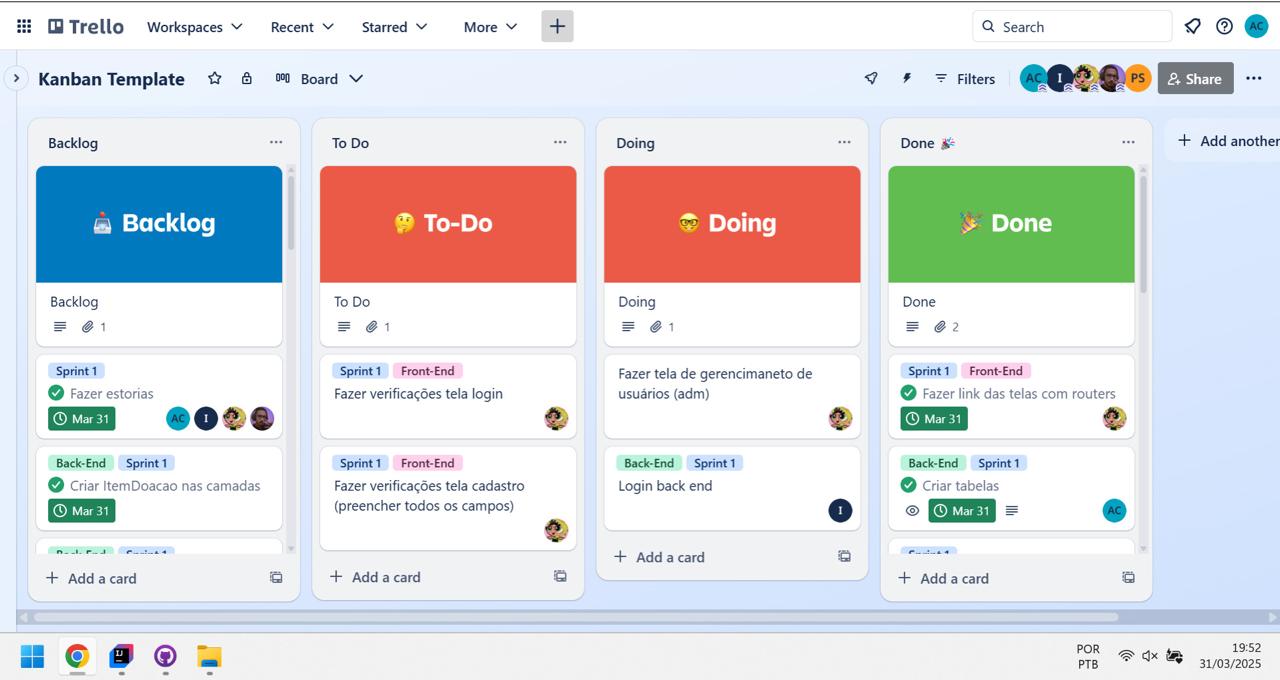 Trello Workspaces Recent Starred More Search AC
Kanban Template Board Filters AC I PS Share
Backlog
Backlog
Backlog
1
Sprint 1
Fazer estorias
Mar 31 AC I
Back-End Sprint 1
Criar ItemDoacao nas camadas
Mar 31
Back-End Sprint 1
Add a card
To Do
To-Do
To Do
1
Sprint 1 Front-End
Fazer verificações tela login
Sprint 1 Front-End
Fazer verificações tela cadastro
(preencher todos os campos)
Add a card
Doing
Doing
Doing
1
Fazer tela de gerencimaneto de
usuários (adm)
Back-End Sprint 1
Login back end
I
Add a card
Done
Done
Done
2
Sprint 1 Front-End
Fazer link das telas com routers
Mar 31
Back-End Sprint 1
Criar tabelas
Mar 31 AC
Sprint 1
Add a card
Add another
POR
PTB
19:52
31/03/2025